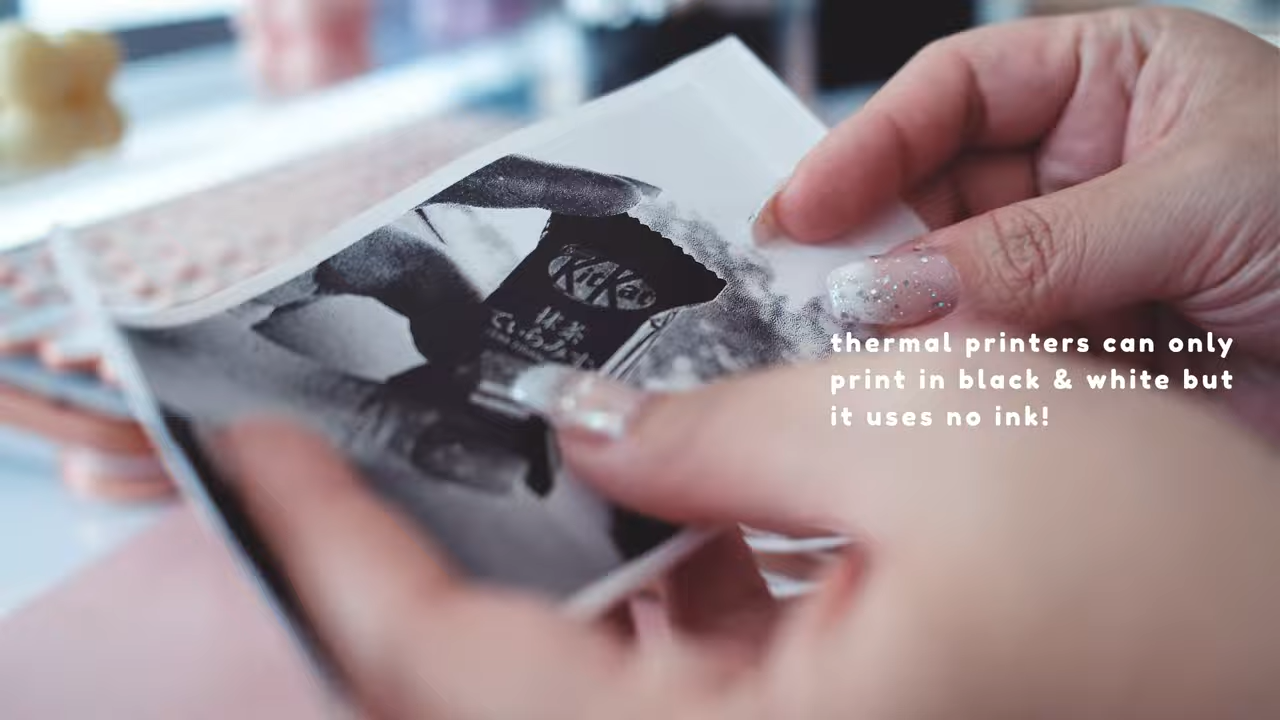 KitKat
抹茶
thermal printers can only
print in black & white but
it uses no ink!